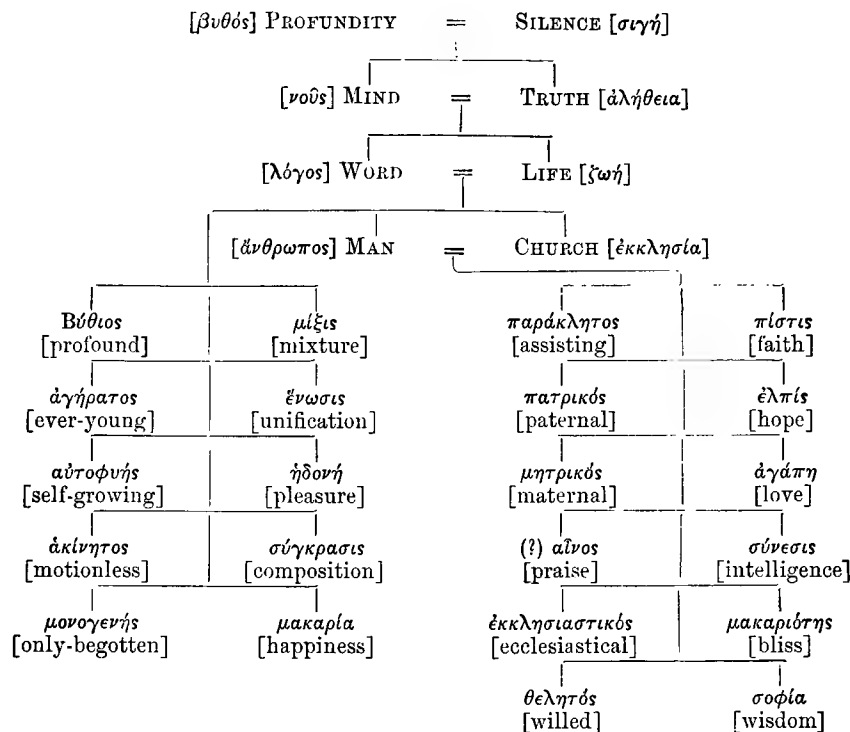 [βυθός] PROFUNDITY = SILENCE [σιγή]
[νοῦς] MIND = TRUTH [ἀλήθεια]
[λόγος] WORD = LIFE [ζωή]
[ἄνθρωπος] MAN = CHURCH [ἐκκλησία]
Βύθιος μίξις παράκλητος πίστις
[profound] [mixture] [assisting] [faith]
ἀγήρατος ἕνωσις πατρικός ἐλπίς
[ever-young] [unification] [paternal] [hope]
αὐτοφυής ἡδονή μητρικός ἀγάπη
[self-growing] [pleasure] [maternal] [love]
ἀκίνητος σύγκρασις (?) αἶνος σύνεσις
[motionless] [composition] [praise] [intelligence]
μονογενής μακαρία ἐκκλησιαστικός μακαριότης
[only-begotten] [happiness] [ecclesiastical] [bliss]
θελητός σοφία
[willed] [wisdom]